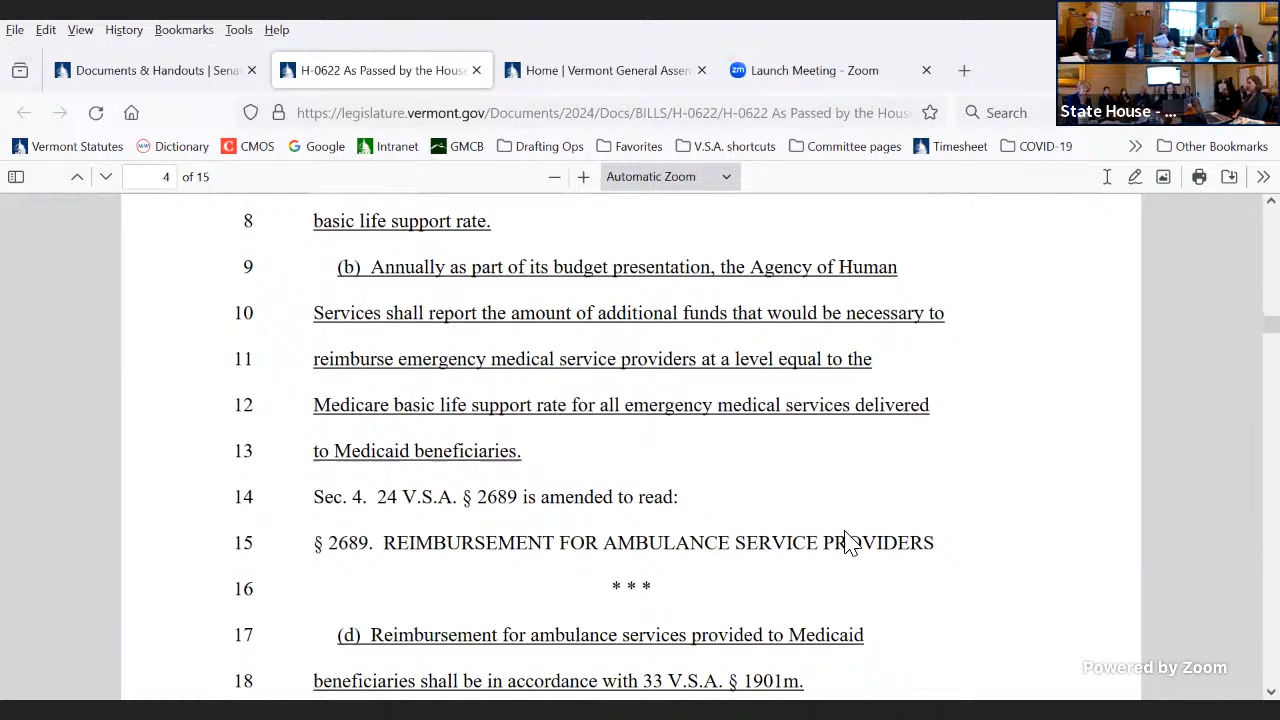 File Edit View History Bookmarks Tools Help
Documents & Handouts | Sena
H-0622 As Passed by the Hous
Home | Vermont General Assem
zm Launch Meeting - Zoom
https://legislature.vermont.gov/Documents/2024/Docs/BILLS/H-0622/H-0622 As Passed by the House
Search
State House - ...
Vermont Statutes Dictionary CMOS Google Intranet GMCB Drafting Ops Favorites V.S.A. shortcuts Committee pages Timesheet COVID-19 Other Bookmarks
4 of 15
Automatic Zoom
8 basic life support rate.
9 (b) Annually as part of its budget presentation, the Agency of Human
10 Services shall report the amount of additional funds that would be necessary to
11 reimburse emergency medical service providers at a level equal to the
12 Medicare basic life support rate for all emergency medical services delivered
13 to Medicaid beneficiaries.
14 Sec. 4. 24 V.S.A. § 2689 is amended to read:
15 § 2689. REIMBURSEMENT FOR AMBULANCE SERVICE PROVIDERS
16 * * *
17 (d) Reimbursement for ambulance services provided to Medicaid
18 beneficiaries shall be in accordance with 33 V.S.A. § 1901m.
Powered by Zoom